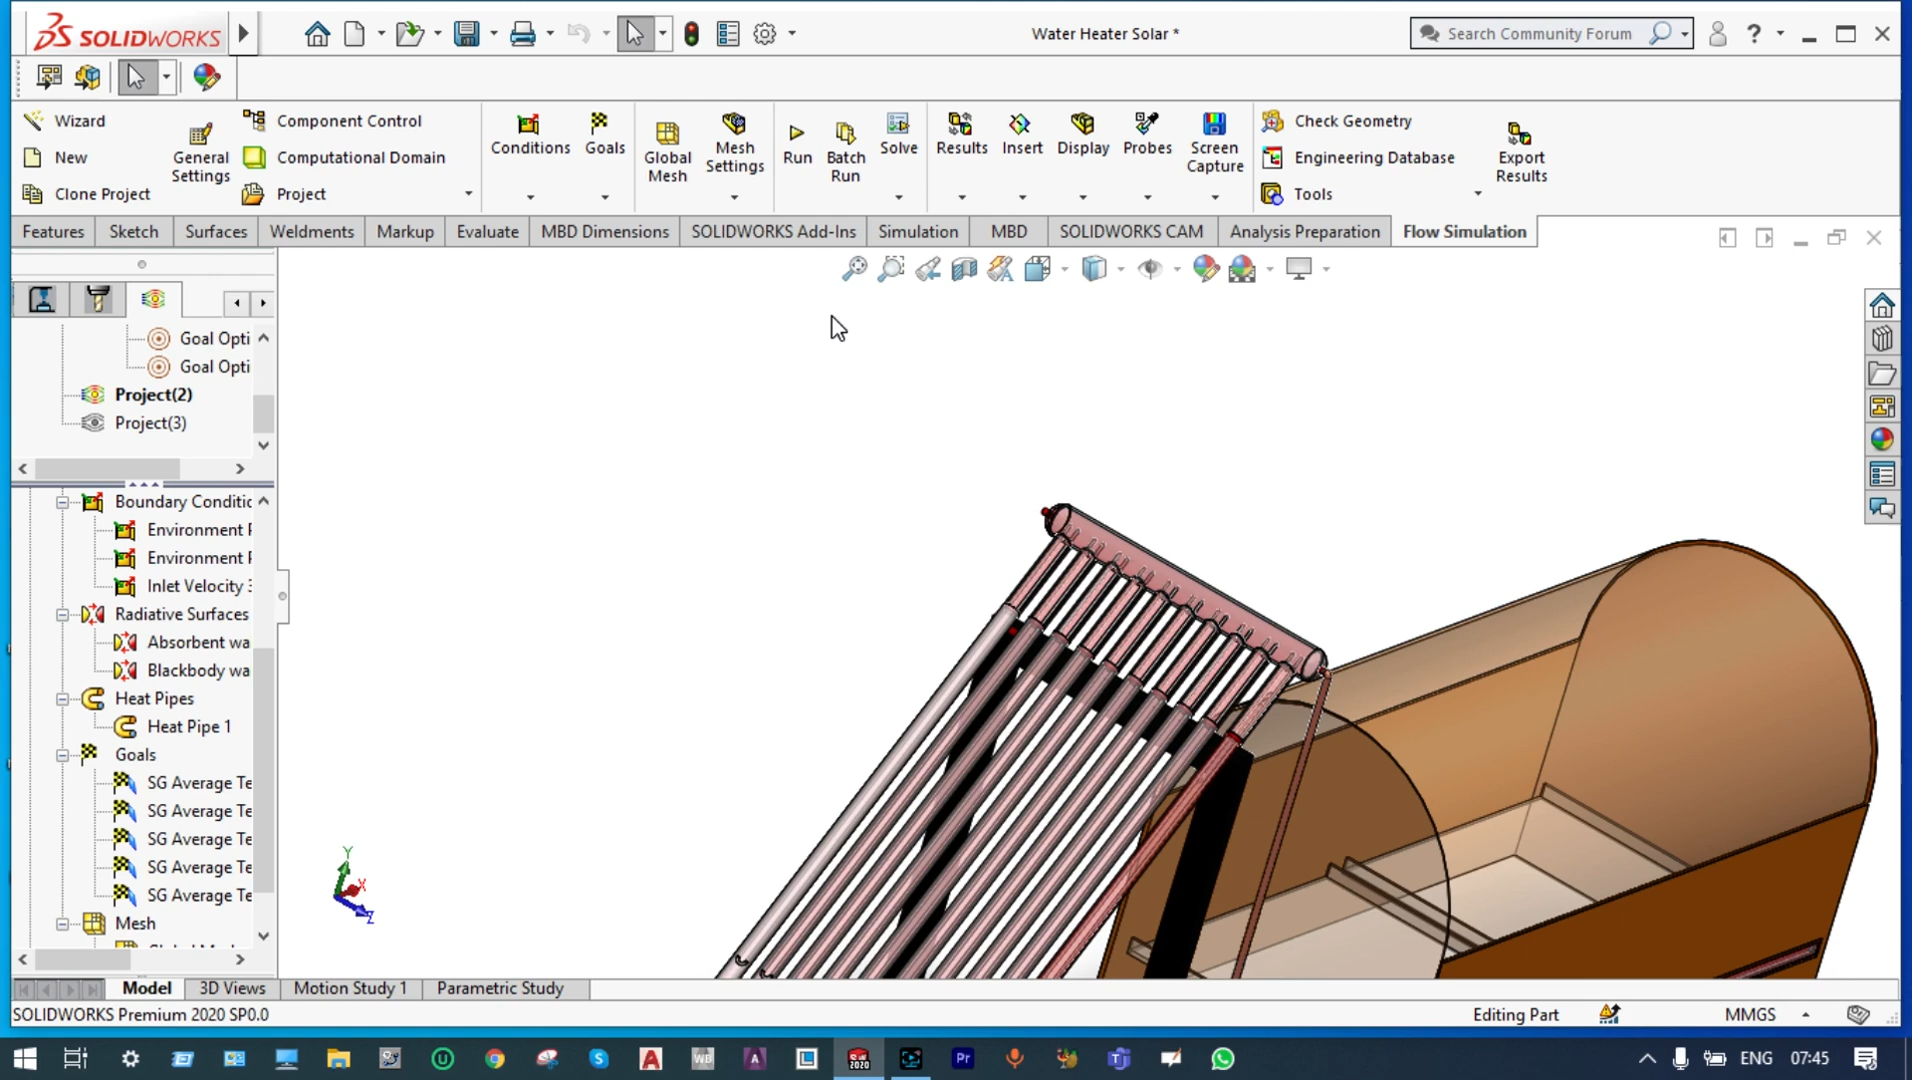 SOLIDWORKS
Water Heater Solar *
Search Community Forum
?
Wizard
New
Clone Project
General Settings
Component Control
Computational Domain
Project
Conditions
Goals
Global Mesh
Mesh Settings
Run
Batch Run
Solve
Results
Insert
Display
Probes
Screen Capture
Check Geometry
Engineering Database
Tools
Export Results
Features
Sketch
Surfaces
Weldments
Markup
Evaluate
MBD Dimensions
SOLIDWORKS Add-Ins
Simulation
MBD
SOLIDWORKS CAM
Analysis Preparation
Flow Simulation
Goal Opti
Goal Opti
Project(2)
Project(3)
Boundary Conditic
Environment F
Environment F
Inlet Velocity 3
Radiative Surfaces
Absorbent wa
Blackbody wa
Heat Pipes
Heat Pipe 1
Goals
SG Average Te
SG Average Te
SG Average Te
SG Average Te
SG Average Te
Mesh
Y
X
Z
Model
3D Views
Motion Study 1
Parametric Study
SOLIDWORKS Premium 2020 SP0.0
Editing Part
MMGS
ENG
07:45